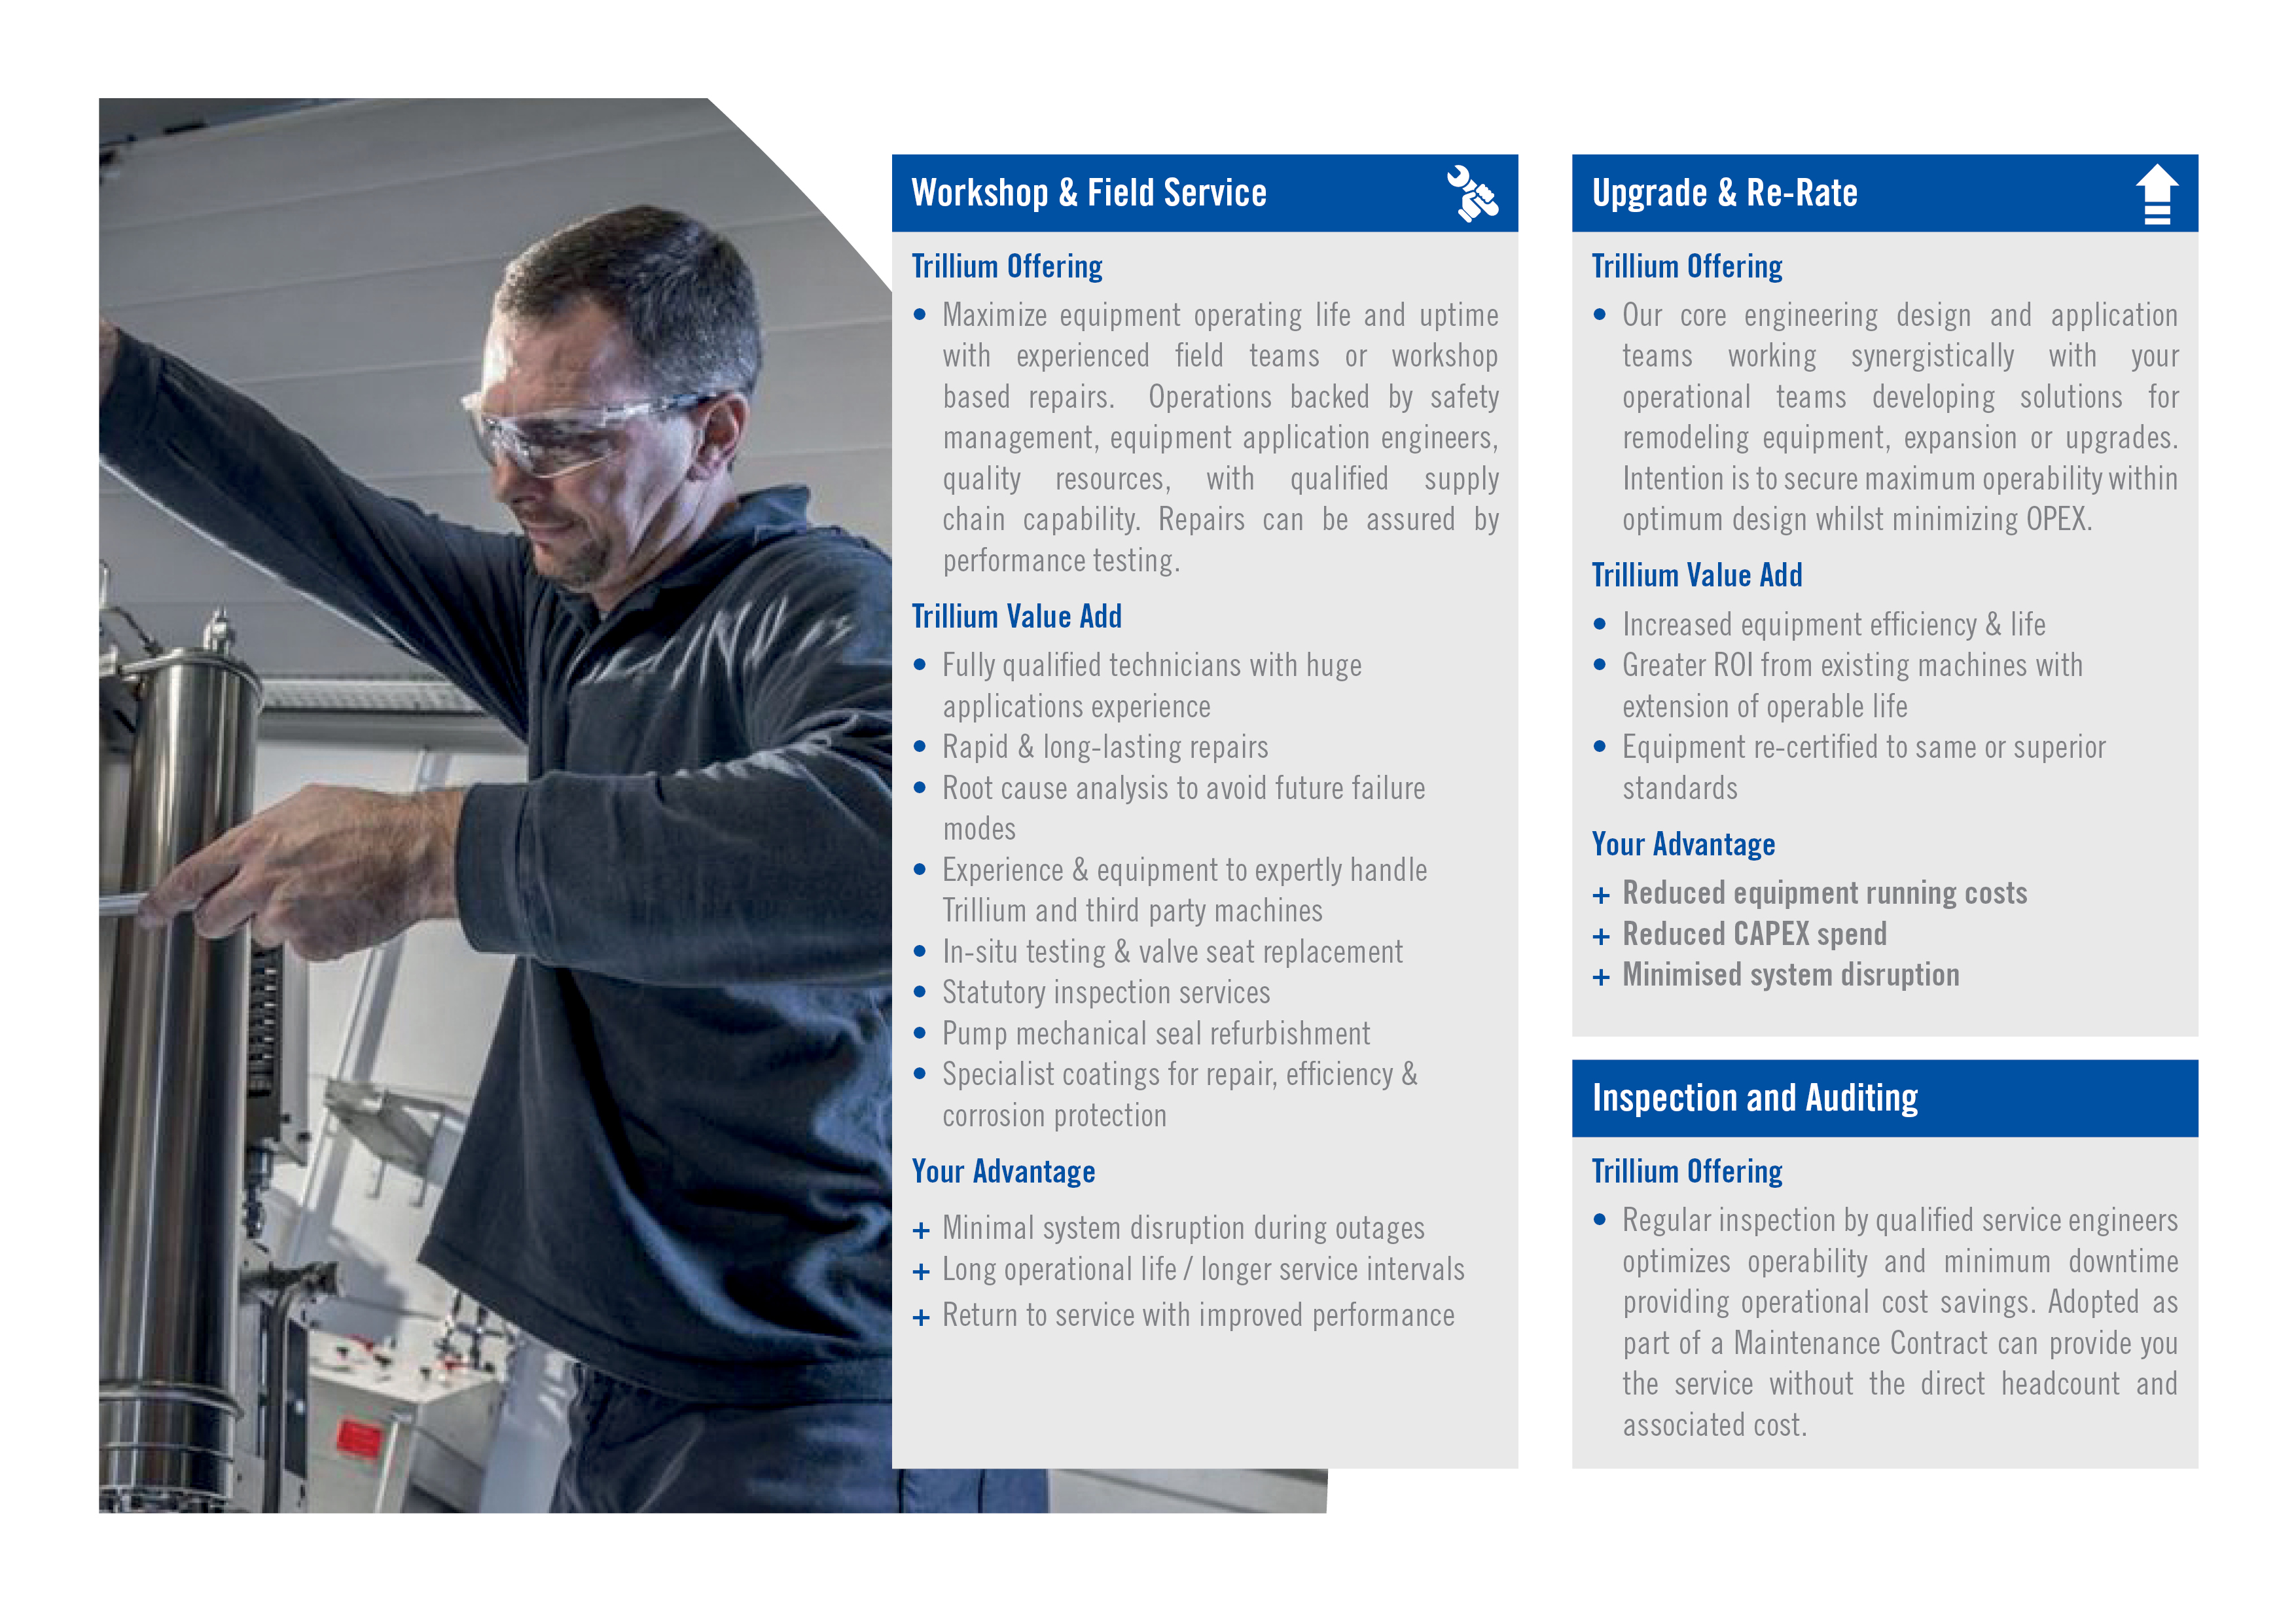 Workshop & Field Service
Trillium Offering
• Maximize equipment operating life and uptime
with experienced field teams or workshop
based repairs. Operations backed by safety
management, equipment application engineers,
quality resources, with qualified supply
chain capability. Repairs can be assured by
performance testing.
Trillium Value Add
• Fully qualified technicians with huge
applications experience
• Rapid & long-lasting repairs
• Root cause analysis to avoid future failure
modes
• Experience & equipment to expertly handle
Trillium and third party machines
• In-situ testing & valve seat replacement
• Statutory inspection services
• Pump mechanical seal refurbishment
• Specialist coatings for repair, efficiency &
corrosion protection
Your Advantage
+ Minimal system disruption during outages
+ Long operational life / longer service intervals
+ Return to service with improved performance
Upgrade & Re-Rate
Trillium Offering
• Our core engineering design and application
teams working synergistically with your
operational teams developing solutions for
remodeling equipment, expansion or upgrades.
Intention is to secure maximum operability within
optimum design whilst minimizing OPEX.
Trillium Value Add
• Increased equipment efficiency & life
• Greater ROI from existing machines with
extension of operable life
• Equipment re-certified to same or superior
standards
Your Advantage
+ Reduced equipment running costs
+ Reduced CAPEX spend
+ Minimised system disruption
Inspection and Auditing
Trillium Offering
• Regular inspection by qualified service engineers
optimizes operability and minimum downtime
providing operational cost savings. Adopted as
part of a Maintenance Contract can provide you
the service without the direct headcount and
associated cost.